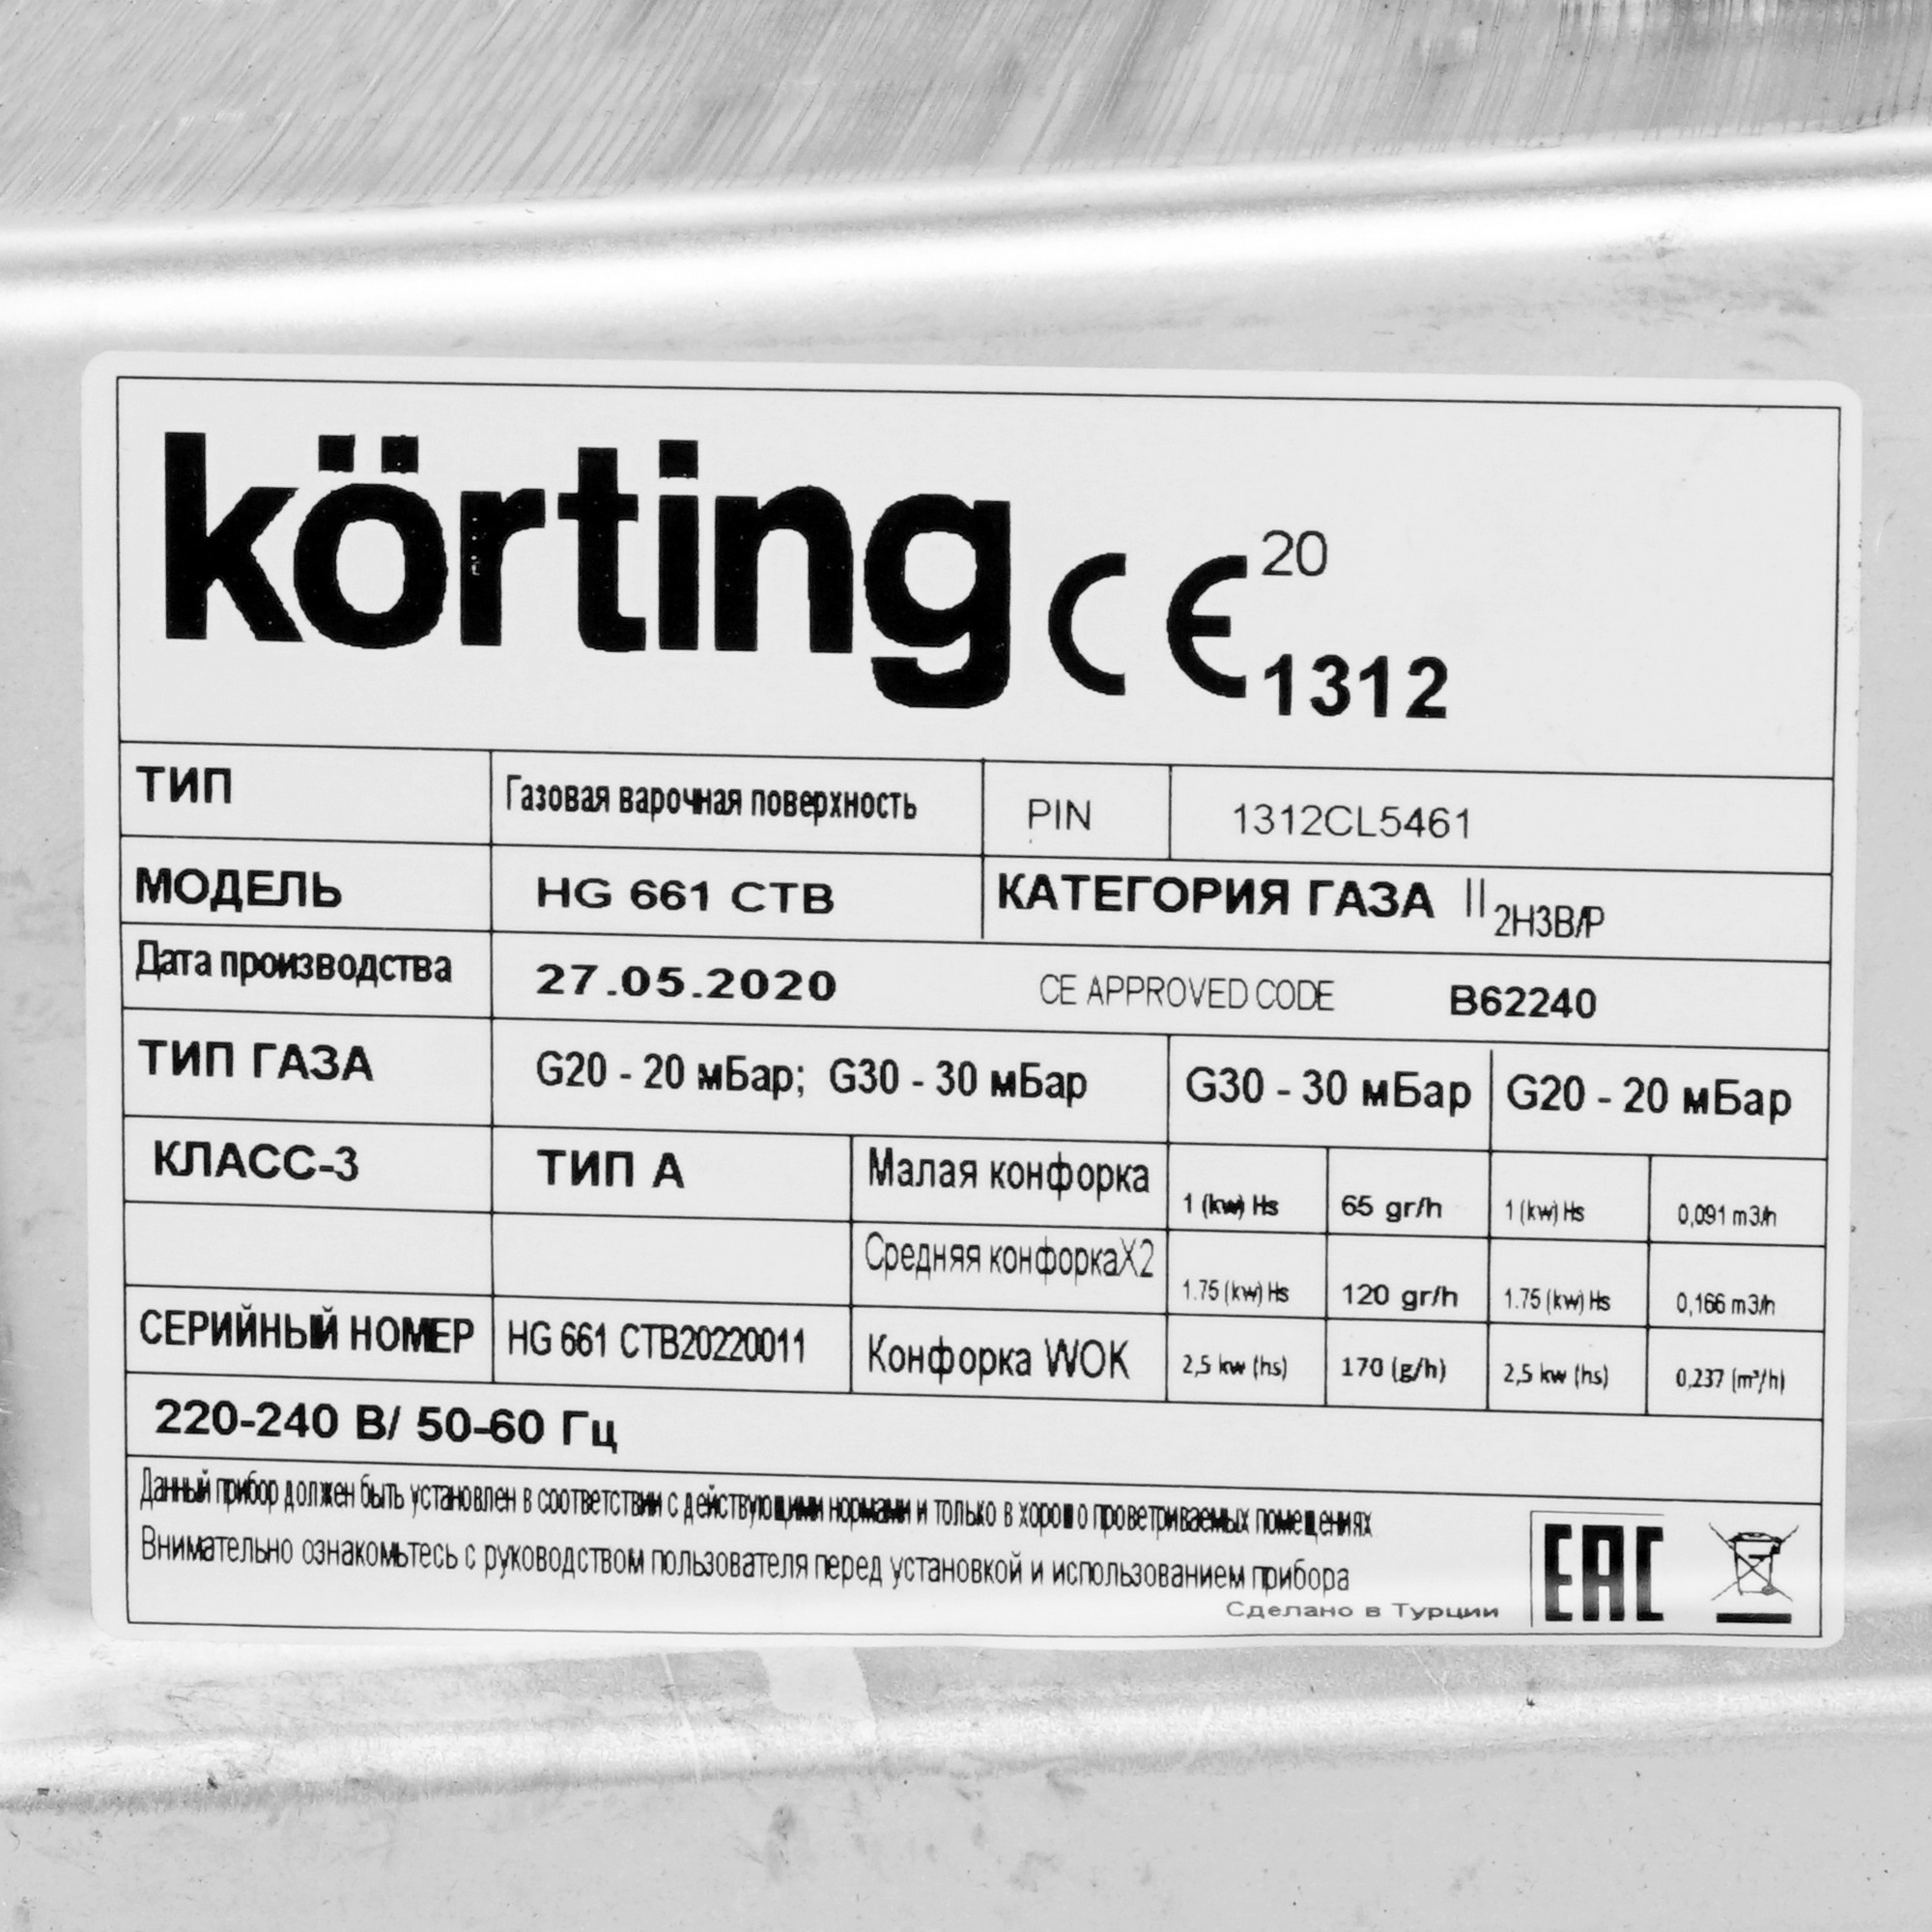 körting CE 20
1312
ТИП Газовая варочная поверхность PIN 1312CL5461
МОДЕЛЬ HG 661 CTB КАТЕГОРИЯ ГАЗА II 2H3B/P
Дата производства 27.05.2020 CE APPROVED CODE B62240
ТИП ГАЗА G20 - 20 мБар; G30 - 30 мБар G30 - 30 мБар G20 - 20 мБар
КЛАСС-3 ТИП А Малая конфорка 1 (kw) Hs 65 gr/h 1 (kw) Hs 0,091 m3/h
Средняя конфоркаX2 1.75 (kw) Hs 120 gr/h 1.75 (kw) Hs 0,166 m3/h
СЕРИЙНЫЙ НОМЕР HG 661 CTB20220011 Конфорка WOK 2,5 kw (hs) 170 (g/h) 2,5 kw (hs) 0,237 (m³/h)
220-240 В/ 50-60 Гц
Данный прибор должен быть установлен в соответствии с действующими нормами и только в хорошо проветриваемых помещениях
Внимательно ознакомьтесь с руководством пользователя перед установкой и использованием прибора
Сделано в Турции EAC